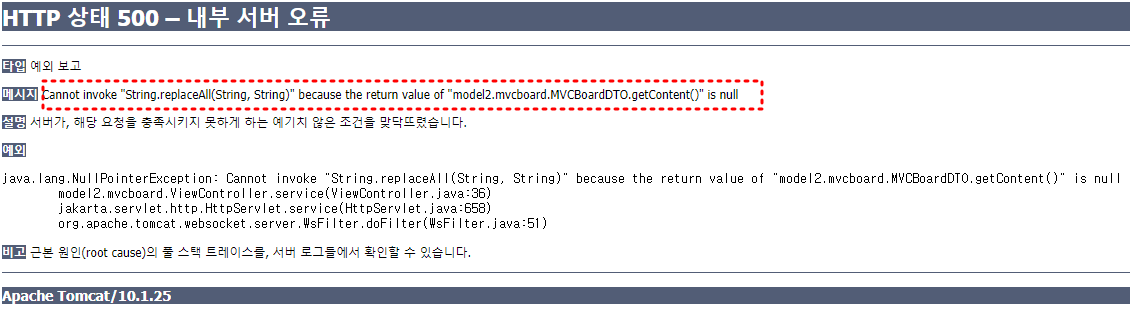 HTTP 상태 500 – 내부 서버 오류
타입 예외 보고
메시지 Cannot invoke "String.replaceAll(String, String)" because the return value of "model2.mvcboard.MVCBoardDTO.getContent()" is null
설명 서버가, 해당 요청을 충족시키지 못하게 하는 예기치 않은 조건을 맞닥뜨렸습니다.
예외
java.lang.NullPointerException: Cannot invoke "String.replaceAll(String, String)" because the return value of "model2.mvcboard.MVCBoardDTO.getContent()" is null
model2.mvcboard.ViewController.service(ViewController.java:36)
jakarta.servlet.http.HttpServlet.service(HttpServlet.java:658)
org.apache.tomcat.websocket.server.WsFilter.doFilter(WsFilter.java:51)
비고 근본 원인(root cause)의 풀 스택 트레이스를, 서버 로그들에서 확인할 수 있습니다.
Apache Tomcat/10.1.25